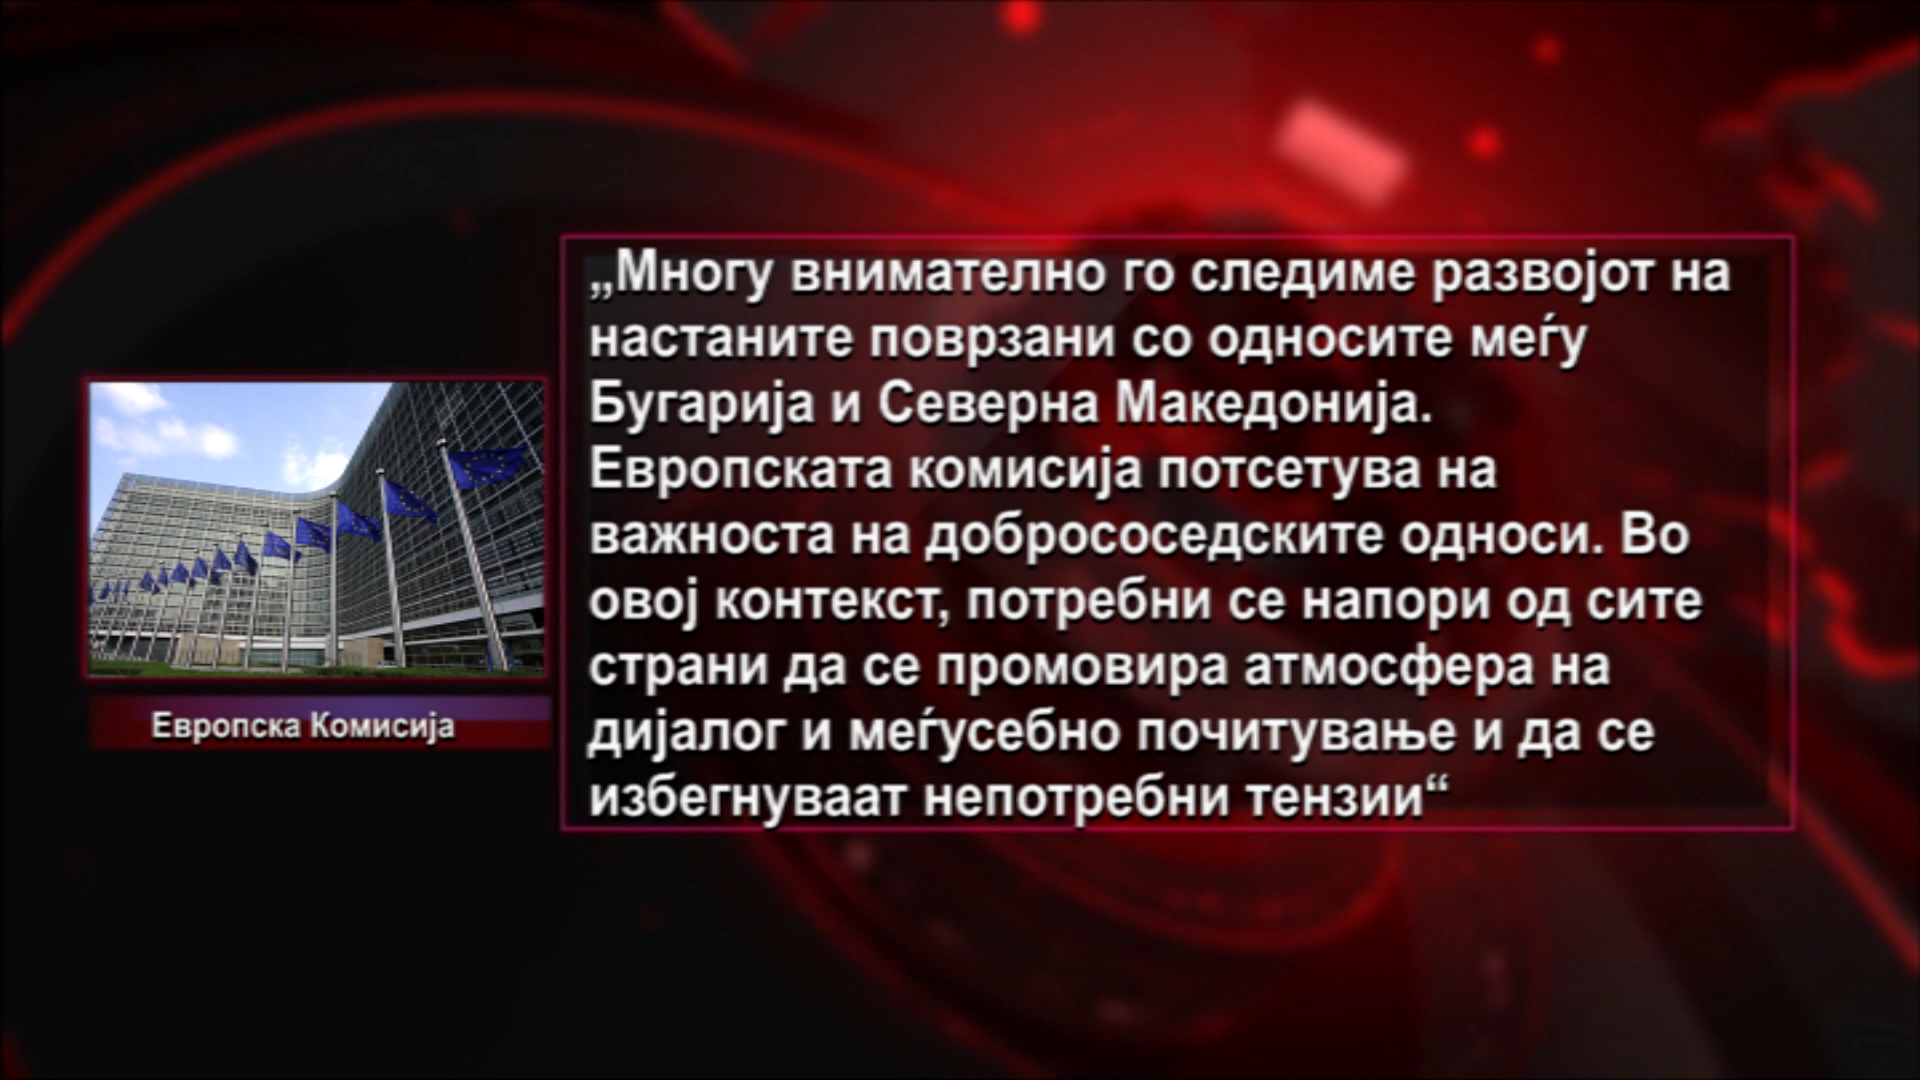 „Многу внимателно го следиме развојот на
настаните поврзани со односите меѓу
Бугарија и Северна Македонија.
Европската комисија потсетува на
важноста на добрососедските односи. Во
овој контекст, потребни се напори од сите
страни да се промовира атмосфера на
дијалог и меѓусебно почитување и да се
избегнуваат непотребни тензии“
Европска Комисија